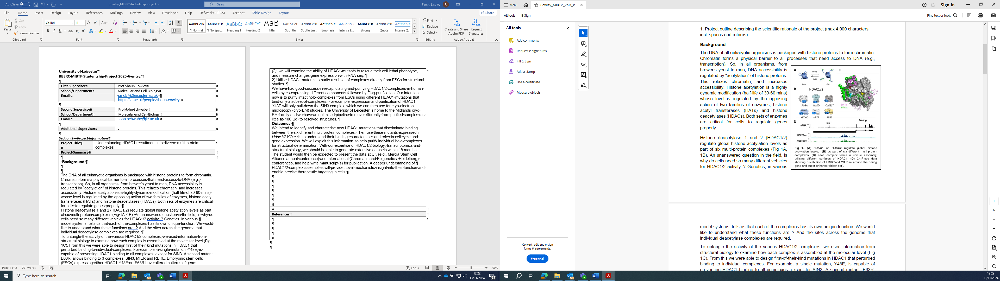 AutoSave
Off
Cowley_MIBTP Studentship Project
Search
Finch, Lisa A.
FL
File Home Insert Design Layout References Mailings Review View Developer Help RefWorks - RCM Acrobat Table Design Layout
Share
Paste
Cut
Copy
Format Painter
Clipboard
Calibri 11
Font
Paragraph
Normal
No Spac...
Heading 1
Heading 2
Title
Subtitle
Subtle Em...
Emphasis
Intense E...
Strong
Quote
Intense Q...
Styles
Find
Replace
Select
Editing
Create and Share Adobe PDF
Request Signatures
Adobe Acrobat
University of Leicester
BBSRC MIBTP Studentship Project 2025-6 entry.
First Supervisor Prof Shaun Cowley
School/Department Molecular and Cell Biology
Email smc57@leicester.ac.uk
https://le.ac.uk/people/shaun-cowley
Second Supervisor Prof John Schwabe
School/Department Molecular and Cell Biology
Email john.schwabe@le.ac.uk
Additional Supervisor
Section 2 – Project Information
Project Title Understanding HDAC1 recruitment into diverse multi-protein
complexes
Project Summary
Background
The DNA of all eukaryotic organisms is packaged with histone proteins to form chromatin.
Chromatin forms a physical barrier to all processes that need access to DNA (e.g.,
transcription). So, in all organisms, from brewer's yeast to man, DNA accessibility is
regulated by "acetylation" of histone proteins. This relaxes chromatin, and increases
accessibility. Histone acetylation is a highly dynamic modification (half-life of 30-60 mins)
whose level is regulated by the opposing action of two families of enzymes, histone acetyl
transferases (HATs) and histone deacetylases (HDACs). Both sets of enzymes are critical
for cells to regulate genes properly.
Histone deacetylase 1 and 2 (HDAC1/2) regulate global histone acetylation levels as part
of six multi-protein complexes (Fig 1A, 1B). An unanswered question in the field, is why do
cells need so many different vehicles for HDAC1/2 activity..? Genetics, in various
model systems, tells us that each of the complexes has its own unique function. We would
like to understand what these functions are..? And the sites across the genome that
individual deacetylase complexes are required.
To untangle the activity of the various HDAC1/2 complexes, we used information from
structural biology to examine how each complex is assembled at the molecular level (Fig
1C). From this we were able to design first-of-their-kind mutations in HDAC1 that
perturbed binding to individual complexes. For example, a single mutation, Y48E, is
capable of preventing HDAC1 binding to all complexes, except for SIN3. A second mutant,
E63R, allows binding to 3 complexes, SIN3, MIER and RERE. Embryonic stem cells
(ESCs) expressing either HDAC1-Y48E or -E63R have altered patterns of gene
(3), we will examine the ability of HDAC1-mutants to rescue their cell lethal phenotype,
and measure changes gene expression with RNA-seq.
2) Utilise HDAC1 mutants to purify a subset of complexes directly from ESCs for structural
studies.
We have had good success in recapitulating and purifying HDAC1/2 complexes in human
cells by co-expressing different components followed by Flag-purification. Our intention
now is to purify intact holo-complexes from ESCs using different HDAC1-mutations that
bind only a subset of complexes. For example, expression and purification of HDAC1-
Y48E will only pull-down the SIN3 complex, which we can then use for cryo-electron
microscopy (cryo-EM) studies. The University of Leicester is home to the Midlands cryo-
EM facility and we have an optimised pipeline to move efficiently from purified samples (as
little as 100 □g) to resolved structures.
Outcomes
We intend to identify and characterise new HDAC1 mutations that discriminate binding
between the six different multi-protein complexes. Then use these mutants expressed in
Hdac1/2 KO cells to understand their binding characteristics and roles in cell cycle and
gene expression. We will exploit this information, to help purify individual holo-complexes
for structural determination. With our expertise of HDAC1/2 biology, transcriptomics and
structural biology, we should be able to generate extensive datasets within 18 months.
The student would then be expected to present the data at UK (e.g., Mercia Stem Cell
Alliance annual conference) and International (Chromatin and Epigenetics, Heidelberg)
conferences, and help write manuscript(s) for publication. A deeper understanding of
HDAC1/2 complex assemblies will provide novel mechanistic insight into their function and
enable precise therapeutic targeting in cells.
References
Page 1 of 2 701 words
Focus
100%
Type here to search
12:22
13/11/2024
25
Menu
Cowley_MIBTP_PhD_P...
Sign in
All tools E-Sign
Find text or tools
All tools
Add comments
Request e-signatures
Fill & Sign
Add a stamp
Use a certificate
Measure objects
Convert, edit and e-sign
forms & agreements.
Free trial
1. Project outline describing the scientific rationale of the project (max 4,000 characters
incl. spaces and returns).
Background
The DNA of all eukaryotic organisms is packaged with histone proteins to form chromatin.
Chromatin forms a physical barrier to all processes that need access to DNA (e.g.,
transcription). So, in all organisms, from
brewer's yeast to man, DNA accessibility is
regulated by "acetylation" of histone proteins.
This relaxes chromatin, and increases
accessibility. Histone acetylation is a highly
dynamic modification (half-life of 30-60 mins)
whose level is regulated by the opposing
action of two families of enzymes, histone
acetyl transferases (HATs) and histone
deacetylases (HDACs). Both sets of enzymes
are critical for cells to regulate genes
properly.
Histone deacetylase 1 and 2 (HDAC1/2)
regulate global histone acetylation levels as
part of six multi-protein complexes (Fig 1A,
1B). An unanswered question in the field, is
why do cells need so many different vehicles
for HDAC1/2 activity..? Genetics, in various
A
HATs
HDACs
90% 10%
B
HDAC1/2
Sin3A NuRD CoREST
MiDAC MIER RERE
C
SIN3B
MTA1
D
Nanog
mRNA
H3K27ac
H2BK5ac
Fig 1.. (A) HDAC1 an HDAC2 regulate global histone
acetylation levels, (B) as part of six different multi-protein
complexes. (C) each complex forms a unique assembly,
utilising different surfaces of HDAC1. (D) ChIP-seq data
showing distribution of H3K27ac/H2BK5ac around the nanog
gene and super-enhancer (black bar).
model systems, tells us that each of the complexes has its own unique function. We would
like to understand what these functions are..? And the sites across the genome that
individual deacetylase complexes are required.
To untangle the activity of the various HDAC1/2 complexes, we used information from
structural biology to examine how each complex is assembled at the molecular level (Fig
1C). From this we were able to design first-of-their-kind mutations in HDAC1 that perturbed
binding to individual complexes. For example, a single mutation, Y48E, is capable of
preventing HDAC1 binding to all complexes, except for SIN3. A second mutant, E63R,
1
6
12:22
13/11/2024